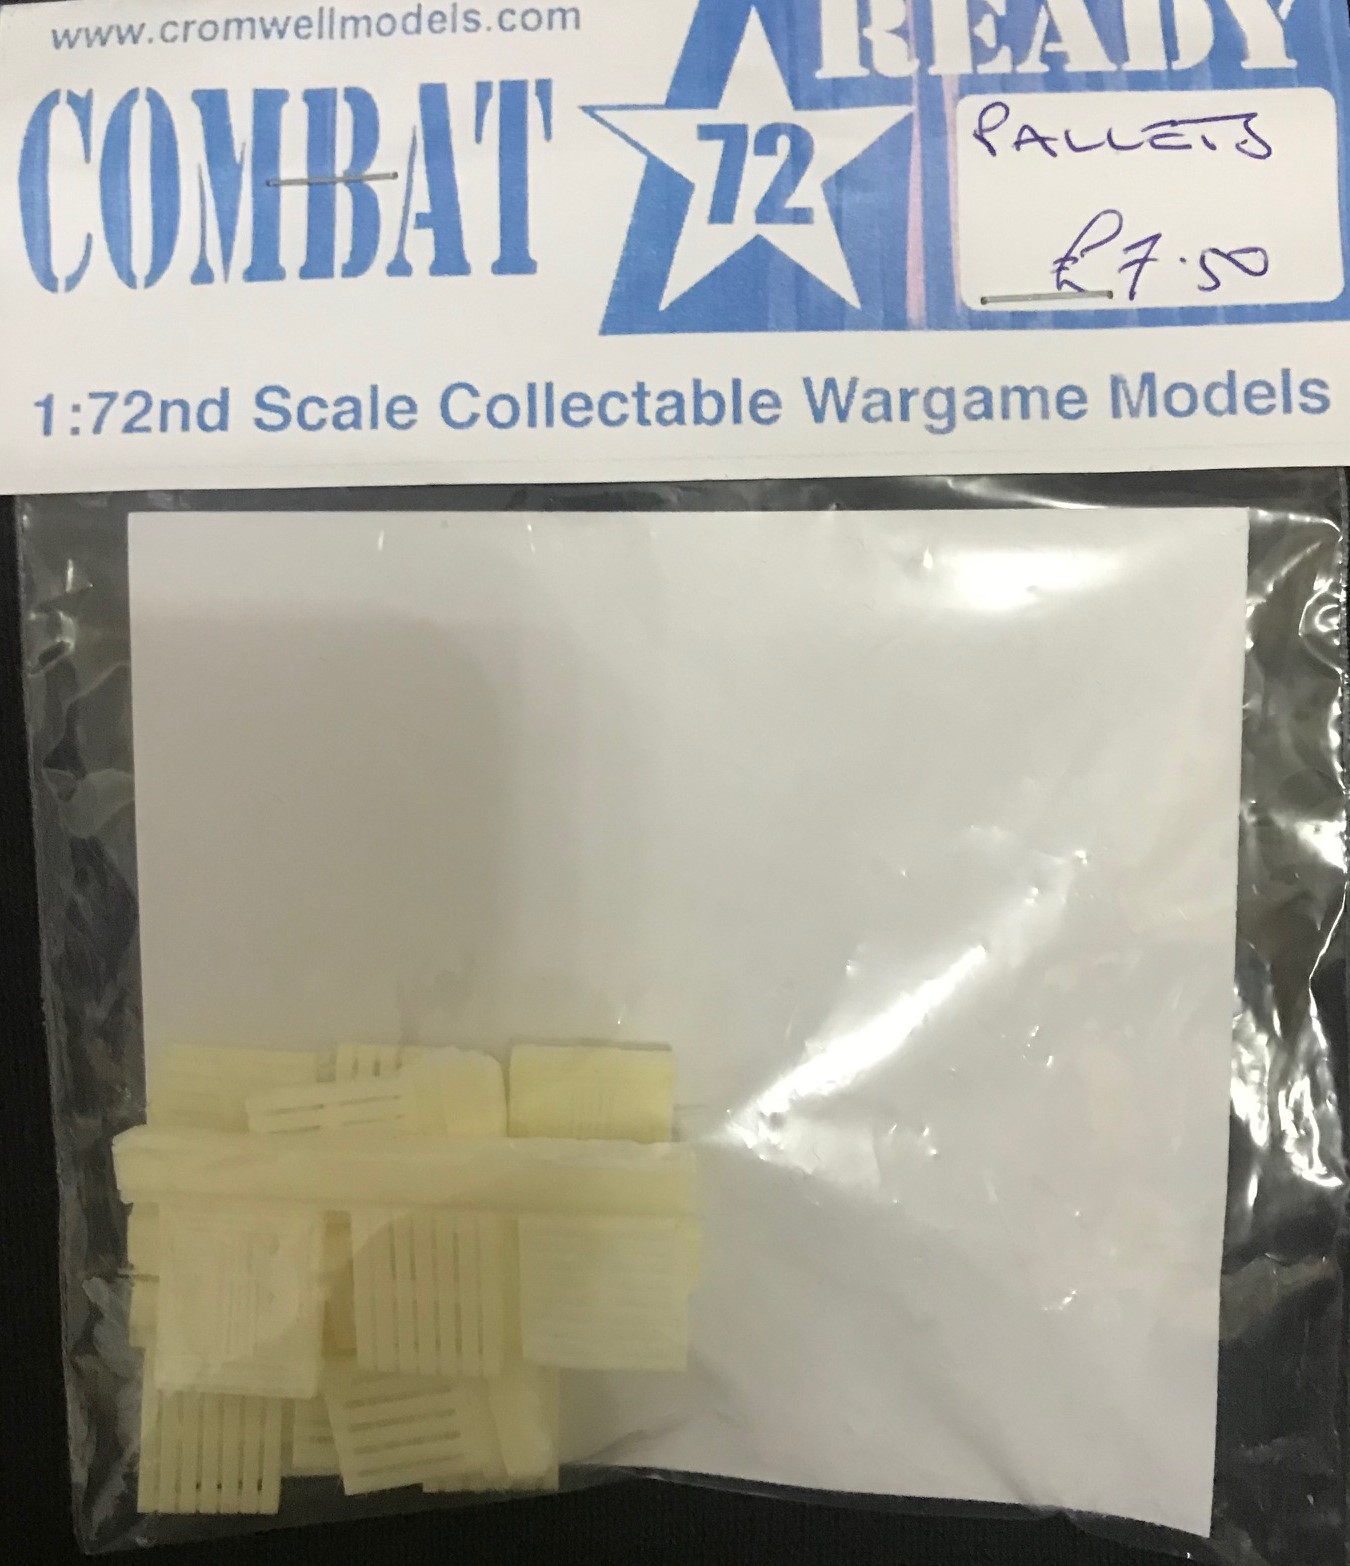 www.cromwellmodels.com
COMBAT
72
READY
PALLETS
£7.50
1:72nd Scale Collectable Wargame Models